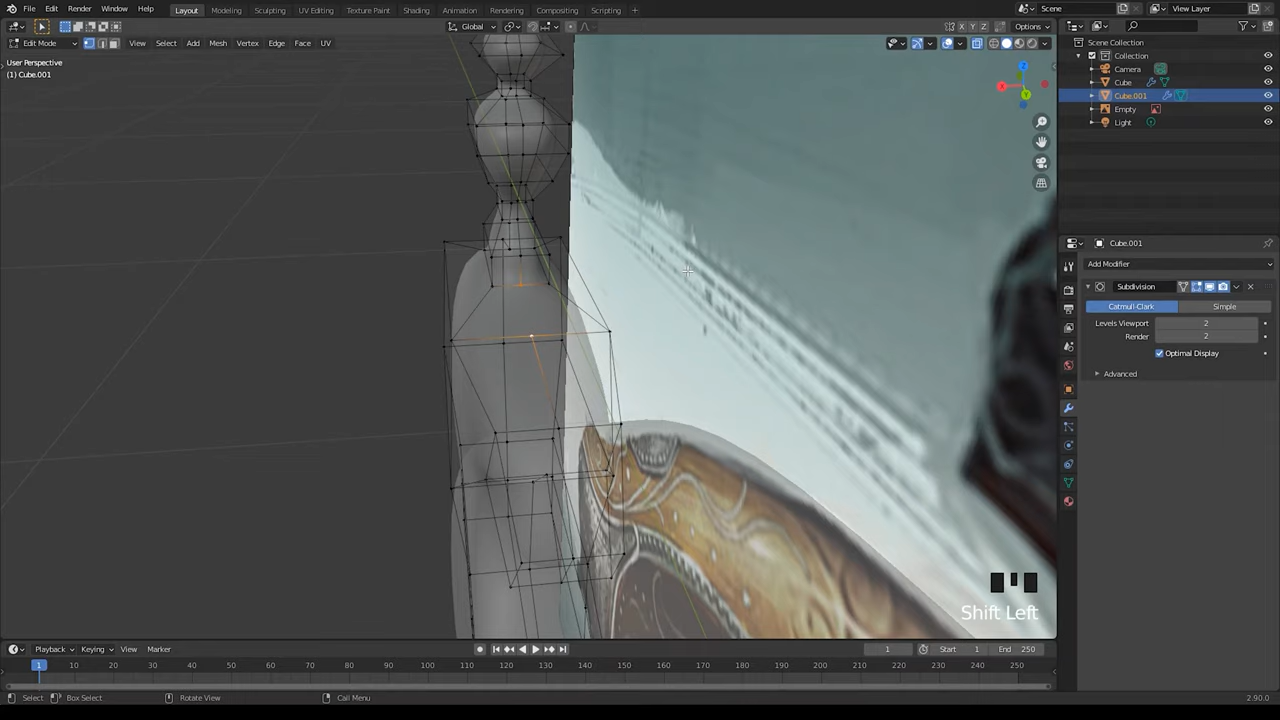 File Edit Render Window Help Layout Modeling Sculpting UV Editing Texture Paint Shading Animation Rendering Compositing Scripting + Scene View Layer
Global X Y Z Options
Edit Mode View Select Add Mesh Vertex Edge Face UV
User Perspective
(1) Cube.001
Z
X
Y
Scene Collection
Collection
Camera
Cube
Cube.001
Empty
Light
Cube.001
Add Modifier
Subdivision
Catmull-Clark Simple
Levels Viewport 2
Render 2
Optimal Display
Advanced
Shift Left
Playback Keying View Marker 1 Start 1 End 250
1 10 20 30 40 50 60 70 80 90 100 110 120 130 140 150 160 170 180 190 200 210 220 230 240 250
Select Box Select Rotate View Call Menu 2.90.0